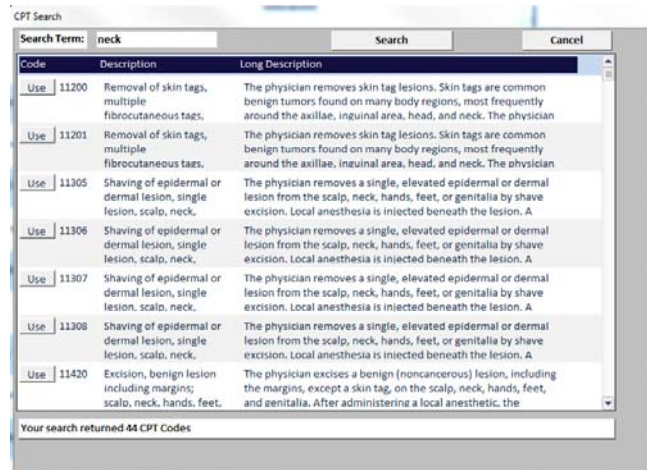 CPT Search
Search Term: neck Search Cancel
Code Description Long Description
Use 11200 Removal of skin tags, The physician removes skin tag lesions. Skin tags are common
multiple benign tumors found on many body regions, most frequently
fibrocutaneous tags, around the axillae, inguinal area, head, and neck. The physician
Use 11201 Removal of skin tags, The physician removes skin tag lesions. Skin tags are common
multiple benign tumors found on many body regions, most frequently
fibrocutaneous tags, around the axillae, inguinal area, head, and neck. The physician
Use 11305 Shaving of epidermal or The physician removes a single, elevated epidermal or dermal
dermal lesion, single lesion from the scalp, neck, hands, feet, or genitalia by shave
lesion, scalp, neck, excision. Local anesthesia is injected beneath the lesion. A
Use 11306 Shaving of epidermal or The physician removes a single, elevated epidermal or dermal
dermal lesion, single lesion from the scalp, neck, hands, feet, or genitalia by shave
lesion, scalp, neck, excision. Local anesthesia is injected beneath the lesion. A
Use 11307 Shaving of epidermal or The physician removes a single, elevated epidermal or dermal
dermal lesion, single lesion from the scalp, neck, hands, feet, or genitalia by shave
lesion, scalp, neck, excision. Local anesthesia is injected beneath the lesion. A
Use 11308 Shaving of epidermal or The physician removes a single, elevated epidermal or dermal
dermal lesion, single lesion from the scalp, neck, hands, feet, or genitalia by shave
lesion, scalp, neck, excision. Local anesthesia is injected beneath the lesion. A
Use 11420 Excision, benign lesion The physician excises a benign (noncancerous) lesion, including
including margins; the margins, except a skin tag, on the scalp, neck, hands, feet,
scalp, neck, hands, feet, and genitalia. After administering a local anesthetic, the
Your search returned 44 CPT Codes